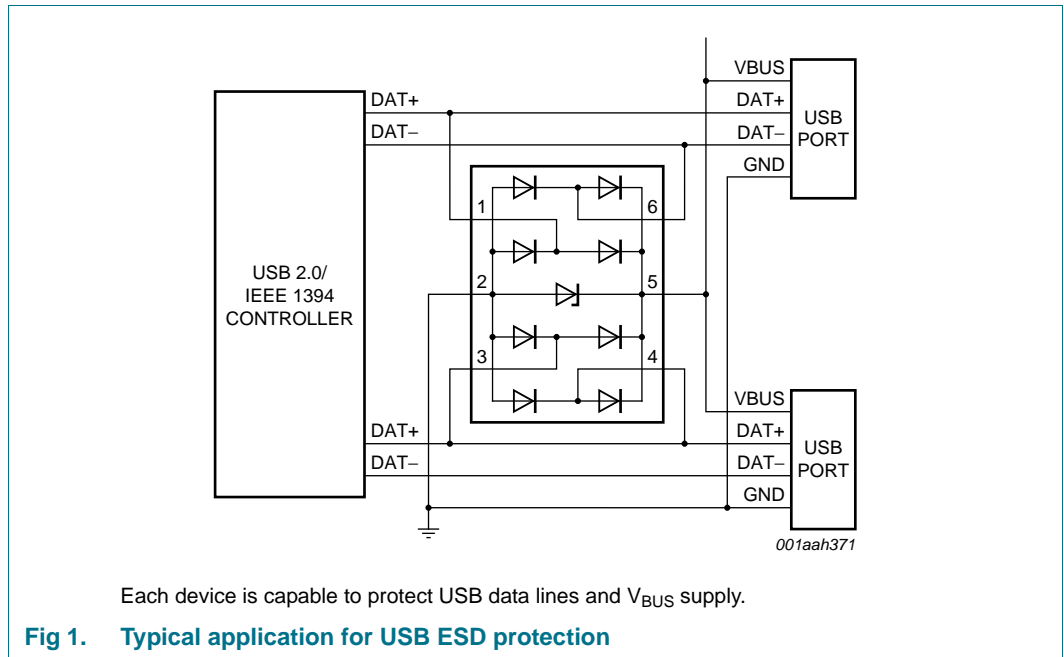 VBUS
DAT+
DAT+
USB
PORT
DAT−
DAT−
GND
1
6
USB 2.0/
IEEE 1394
CONTROLLER
2
5
3
4
VBUS
DAT+
DAT+
USB
PORT
DAT−
DAT−
GND
001aah371
Each device is capable to protect USB data lines and VBUS supply.
Fig 1. Typical application for USB ESD protection